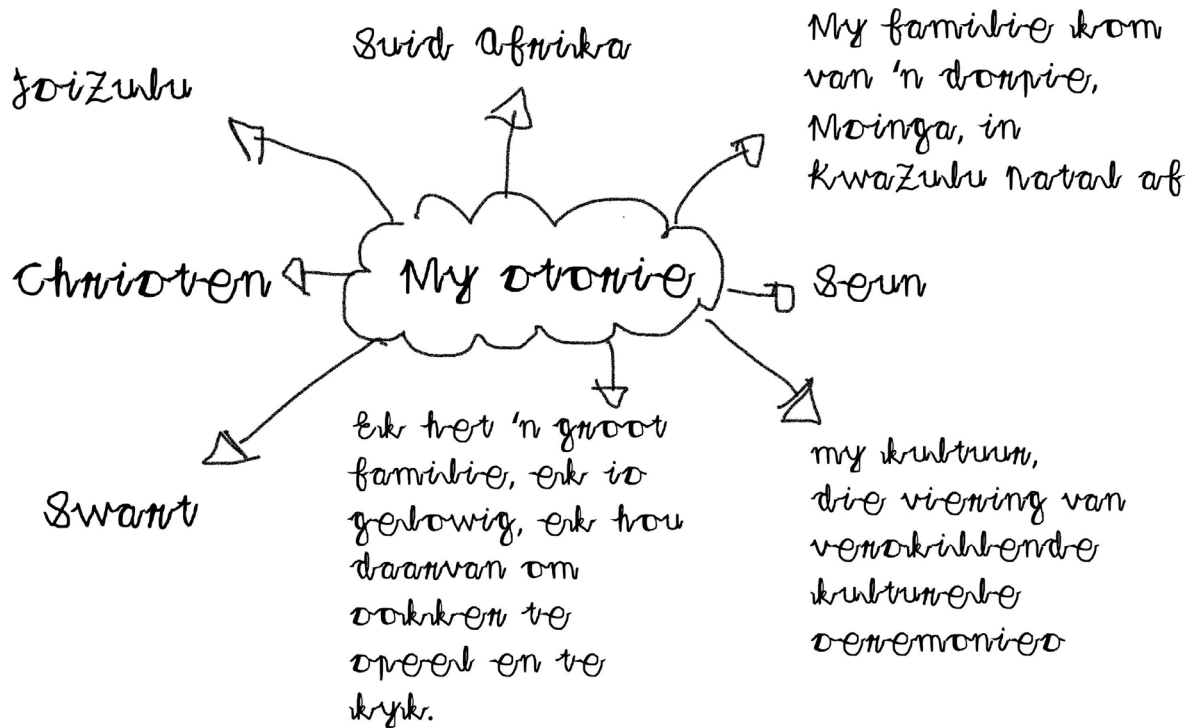 Suid Afrika
My familie kom
van 'n dorpie,
Msinga, in
KwaZulu Natal af
IsiZulu
Christen
My storie
Seun
Swart
Ek het 'n groot
familie, ek is
gelowig, ek hou
daarvan om
sokker te
speel en te
kyk.
my kultuur,
die viering van
verskillende
kulturele
seremonies